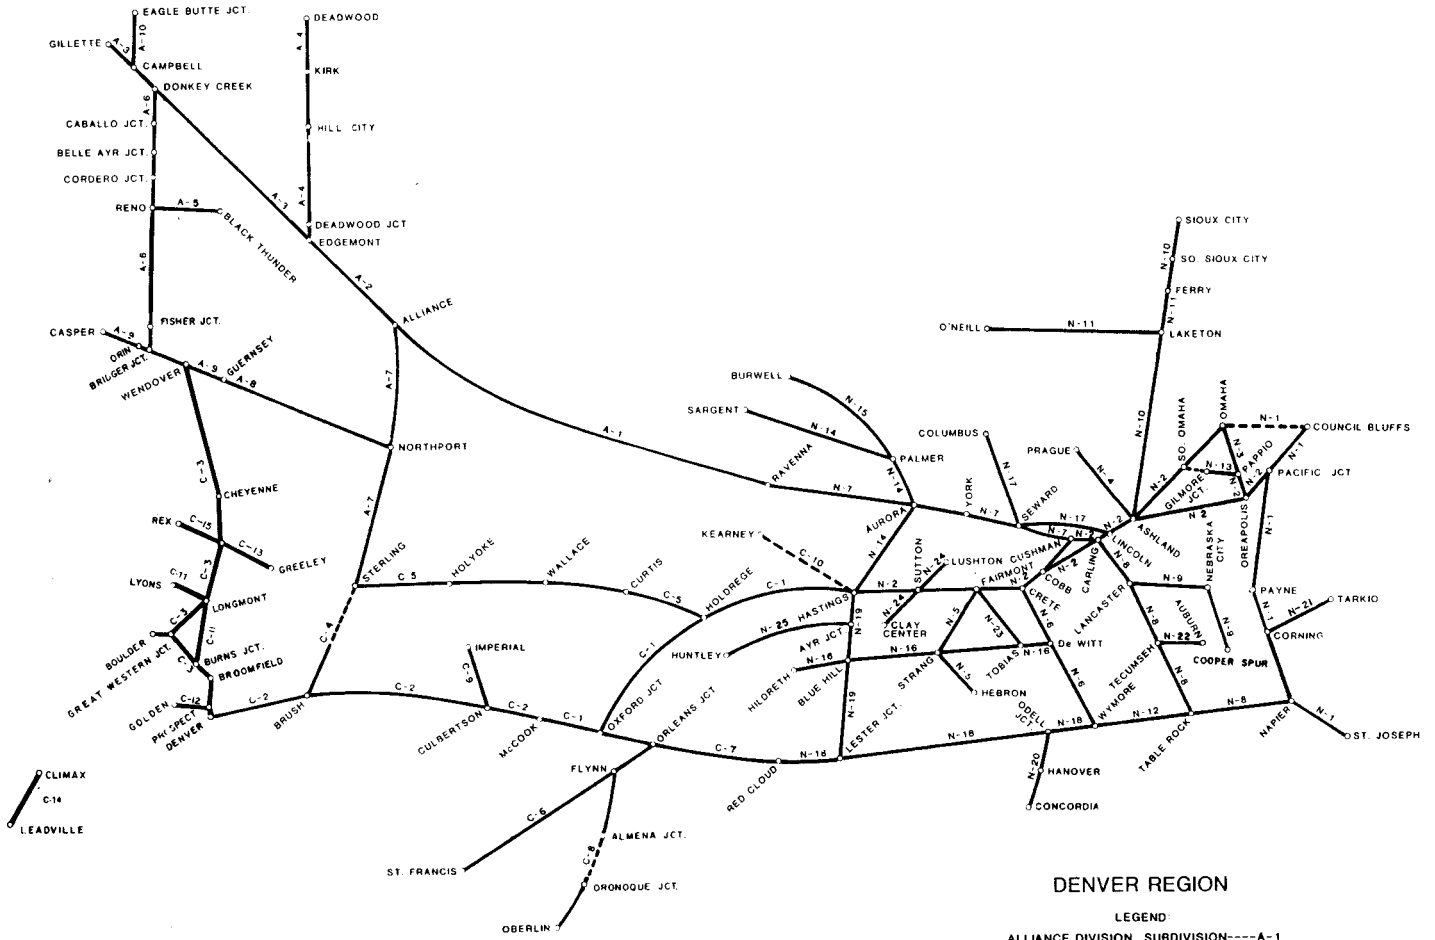 EAGLE BUTTE JCT.
DEADWOOD
A-10
A-4
GILLETTE
A-3
CAMPBELL
KIRK
DONKEY CREEK
A-6
CABALLO JCT.
HILL CITY
BELLE AYR JCT.
CORDERO JCT.
A-3
A-4
RENO
A-5
BLACK THUNDER
DEADWOOD JCT
EDGEMONT
SIOUX CITY
N-10
SO. SIOUX CITY
A-6
A-2
FERRY
N-11
ALLIANCE
FISHER JCT.
CASPER
A-9
ORIN
BRIDGER JCT.
WENDOVER
A-9
GUERNSEY
A-8
A-7
O'NEILL
N-11
LAKETON
BURWELL
N-15
SARGENT
N-14
A-1
COLUMBUS
N-10
SO. OMAHA
OMAHA
N-1
COUNCIL BLUFFS
NORTHPORT
RAVENNA
PALMER
N-17
PRAGUE
N-4
N-2
N-13
N-3
PAPPIO
N-1
PACIFIC JCT
GILMORE JCT.
N-2
N-2
C-3
CHEYENNE
A-7
N-7
N-14
AURORA
YORK
N-7
SEWARD
N-17
N-2
ASHLAND
N-2
OREAPOLIS
N-1
REX
C-15
KEARNEY
C-10
N-7
N-2
LINCOLN
NEBRASKA CITY
C-13
GREELEY
C-3
STERLING
C-5
HOLYOKE
WALLACE
CURTIS
C-5
HOLDREGE
C-1
HASTINGS
N-14
N-2
SUTTON
N-24
CLUSHTON
CUSHMAN
FAIRMONT
N-2
N-2
COBB
CRETE
CARLING
N-8
LANCASTER
N-9
PAYNE
LYONS
C-11
LONGMONT
C-3
C-11
C-4
N-24
CLAY CENTER
N-5
N-23
N-6
N-8
AUBURN
N-22
N-9
N-1
N-21
TARKIO
CORNING
BOULDER
GREAT WESTERN JCT.
C-3
BURNS JCT.
BROOMFIELD
IMPERIAL
C-9
C-1
N-25
HUNTLEY
AYR JCT
N-19
N-16
HILDRETH
BLUE HILL
N-16
STRANG
TOBIAS
N-16
De WITT
TECUMSEH
COOPER SPUR
N-5
HEBRON
N-6
N-8
GOLDEN
C-12
PROSPECT
DENVER
C-2
BRUSH
C-2
CULBERTSON
C-2
McCOOK
C-1
OXFORD JCT
ORLEANS JCT
C-7
N-19
LESTER JCT.
ODELL JCT.
N-18
WYMORE
N-12
TABLE ROCK
N-8
NAPIER
N-1
ST. JOSEPH
N-18
RED CLOUD
N-18
CLIMAX
C-14
LEADVILLE
FLYNN
C-6
N-20
HANOVER
CONCORDIA
ALMENA JCT.
C-8
ST. FRANCIS
ORONOQUE JCT.
OBERLIN
DENVER REGION
LEGEND:
ALLIANCE DIVISION, SUBDIVISION----A-1